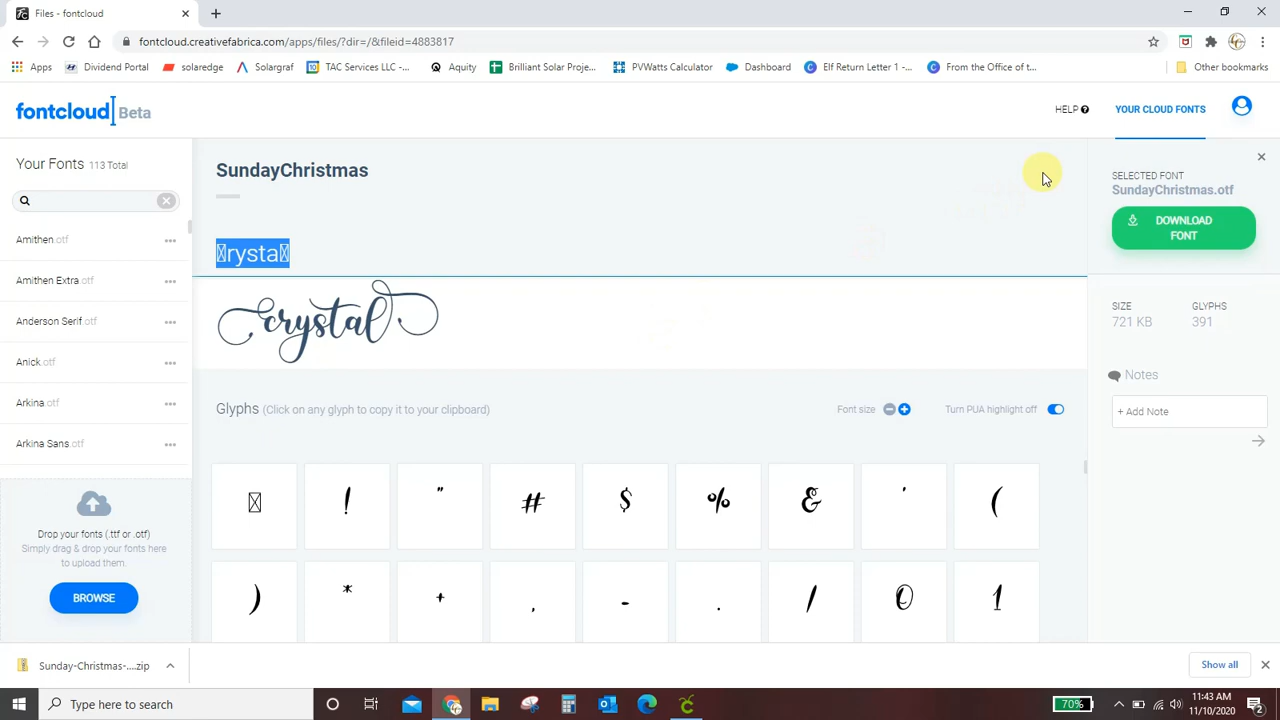 Files - fontcloud
fontcloud.creativefabrica.com/apps/files/?dir=/&fileid=4883817
Apps Dividend Portal solaredge Solargraf TAC Services LLC -... Aquity Brilliant Solar Proje... PVWatts Calculator Dashboard Elf Return Letter 1 -... From the Office of t... Other bookmarks
fontcloud Beta
HELP YOUR CLOUD FONTS
Your Fonts 113 Total
Amithen.otf
Amithen Extra.otf
Anderson Serif.otf
Anick.otf
Arkina.otf
Arkina Sans.otf
Drop your fonts (.ttf or .otf)
Simply drag & drop your fonts here
to upload them.
BROWSE
SundayChristmas
rysta
crystal
Glyphs (Click on any glyph to copy it to your clipboard)
Font size Turn PUA highlight off
! " # $ % & ' (
) * + , - . / 0 1
SELECTED FONT
SundayChristmas.otf
DOWNLOAD
FONT
SIZE GLYPHS
721 KB 391
Notes
+ Add Note
Sunday-Christmas-....zip
Show all
Type here to search
70%
11:43 AM
11/10/2020
2